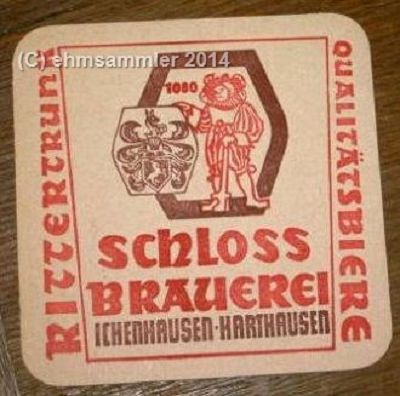 (C) ehmsammler 2014
RITTERTRUNK
QUALITÄTSBIERE
1080
Schloss
BRAUEREI
ICHENHAUSEN·HARTHAUSEN